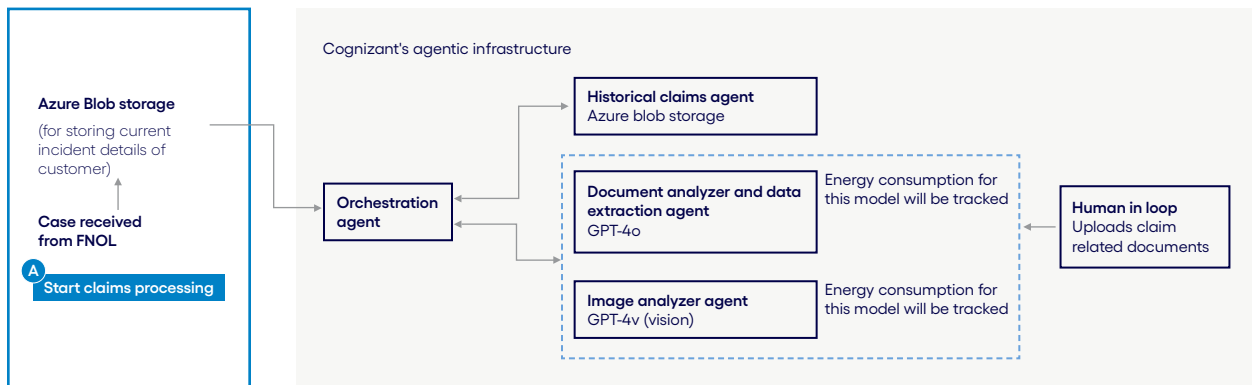 Cognizant's agentic infrastructure
Azure Blob storage
(for storing current
incident details of
customer)
Case received
from FNOL
A
Start claims processing
Orchestration
agent
Historical claims agent
Azure blob storage
Document analyzer and data
extraction agent
GPT-4o
Energy consumption for
this model will be tracked
Image analyzer agent
GPT-4v (vision)
Energy consumption for
this model will be tracked
Human in loop
Uploads claim
related documents